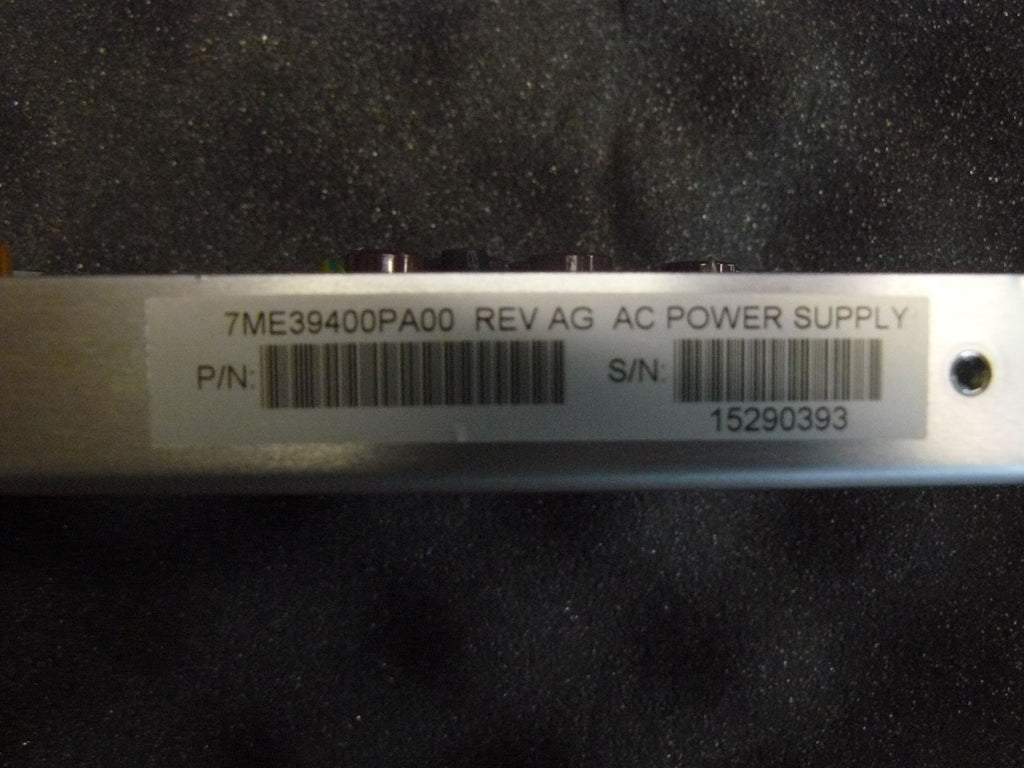 7ME39400PA00 REV AG AC POWER SUPPLY
P/N: S/N:
15290393